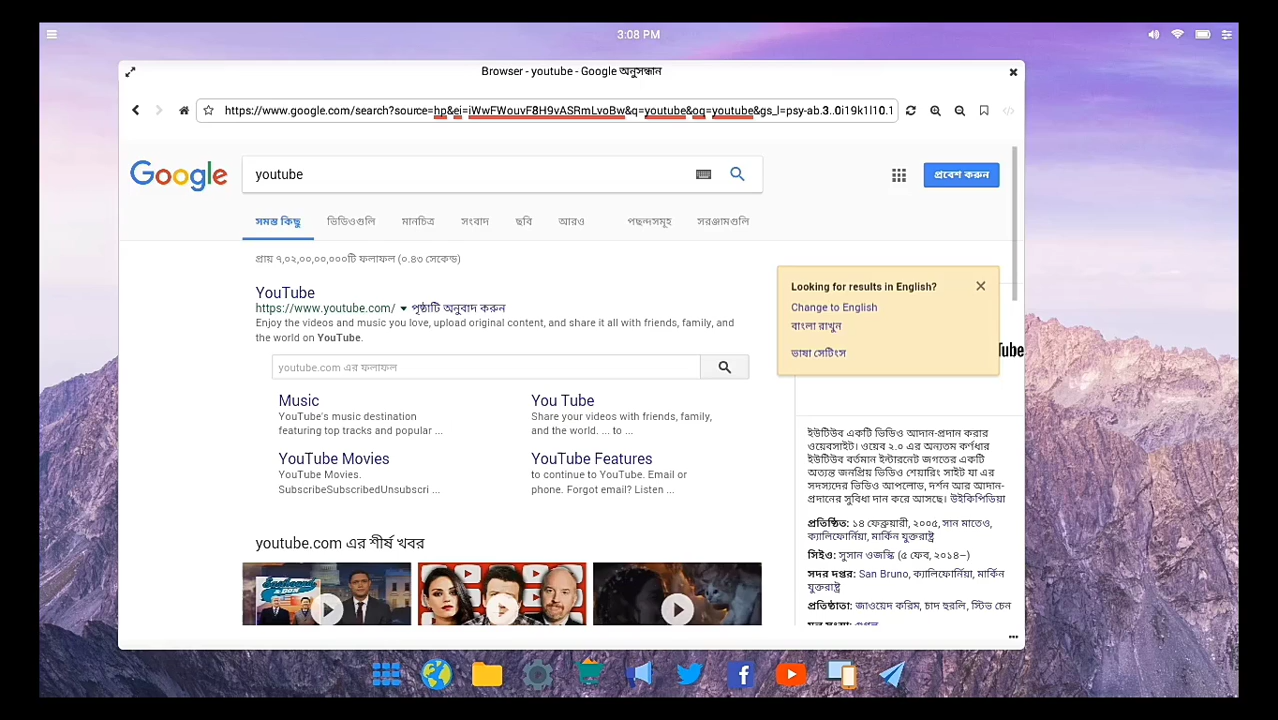 3:08 PM
Browser - youtube - Google অনুসন্ধান
https://www.google.com/search?source=hp&ei=iWwFWouvF8H9vASRmLvoBw&q=youtube&oq=youtube&gs_l=psy-ab.3..0i19k1l10.1
Google
youtube
প্রবেশ করুন
সমস্ত কিছু ভিডিওগুলি মানচিত্র সংবাদ ছবি আরও পছন্দসমূহ সরঞ্জামগুলি
প্রায় ৭,০২,০০,০০,০০০টি ফলাফল (০.৪৩ সেকেন্ড)
YouTube
https://www.youtube.com/ পৃষ্ঠাটি অনুবাদ করুন
Enjoy the videos and music you love, upload original content, and share it all with friends, family, and
the world on YouTube.
youtube.com এর ফলাফল
Music
YouTube's music destination
featuring top tracks and popular ...
You Tube
Share your videos with friends, family,
and the world. ... to ...
YouTube Movies
YouTube Movies.
SubscribeSubscribedUnsubscri ...
YouTube Features
to continue to YouTube. Email or
phone. Forgot email? Listen ...
youtube.com এর শীর্ষ খবর
Looking for results in English?
Change to English
বাংলা রাখুন
ভাষা সেটিংস
Tube
ইউটিউব একটি ভিডিও আদান-প্রদান করার
ওয়েবসাইট। ওয়েব ২.০ এর অন্যতম কর্ণধার
ইউটিউব বর্তমান ইন্টারনেট জগতের একটি
অত্যন্ত জনপ্রিয় ভিডিও শেয়ারিং সাইট যা এর
সদস্যদের ভিডিও আপলোড, দর্শন আর আদান-
প্রদানের সুবিধা দান করে আসছে। উইকিপিডিয়া
প্রতিষ্ঠিত: ১৪ ফেব্রুয়ারী, ২০০৫, সান মাতেও,
ক্যালিফোর্নিয়া, মার্কিন যুক্তরাষ্ট্র
সিইও: সুসান ওজস্কি (৫ ফেব, ২০১৪–)
সদর দপ্তর: San Bruno, ক্যালিফোর্নিয়া, মার্কিন
যুক্তরাষ্ট্র
প্রতিষ্ঠাতা: জাওয়েদ করিম, চাদ হুরলি, স্টিভ চেন